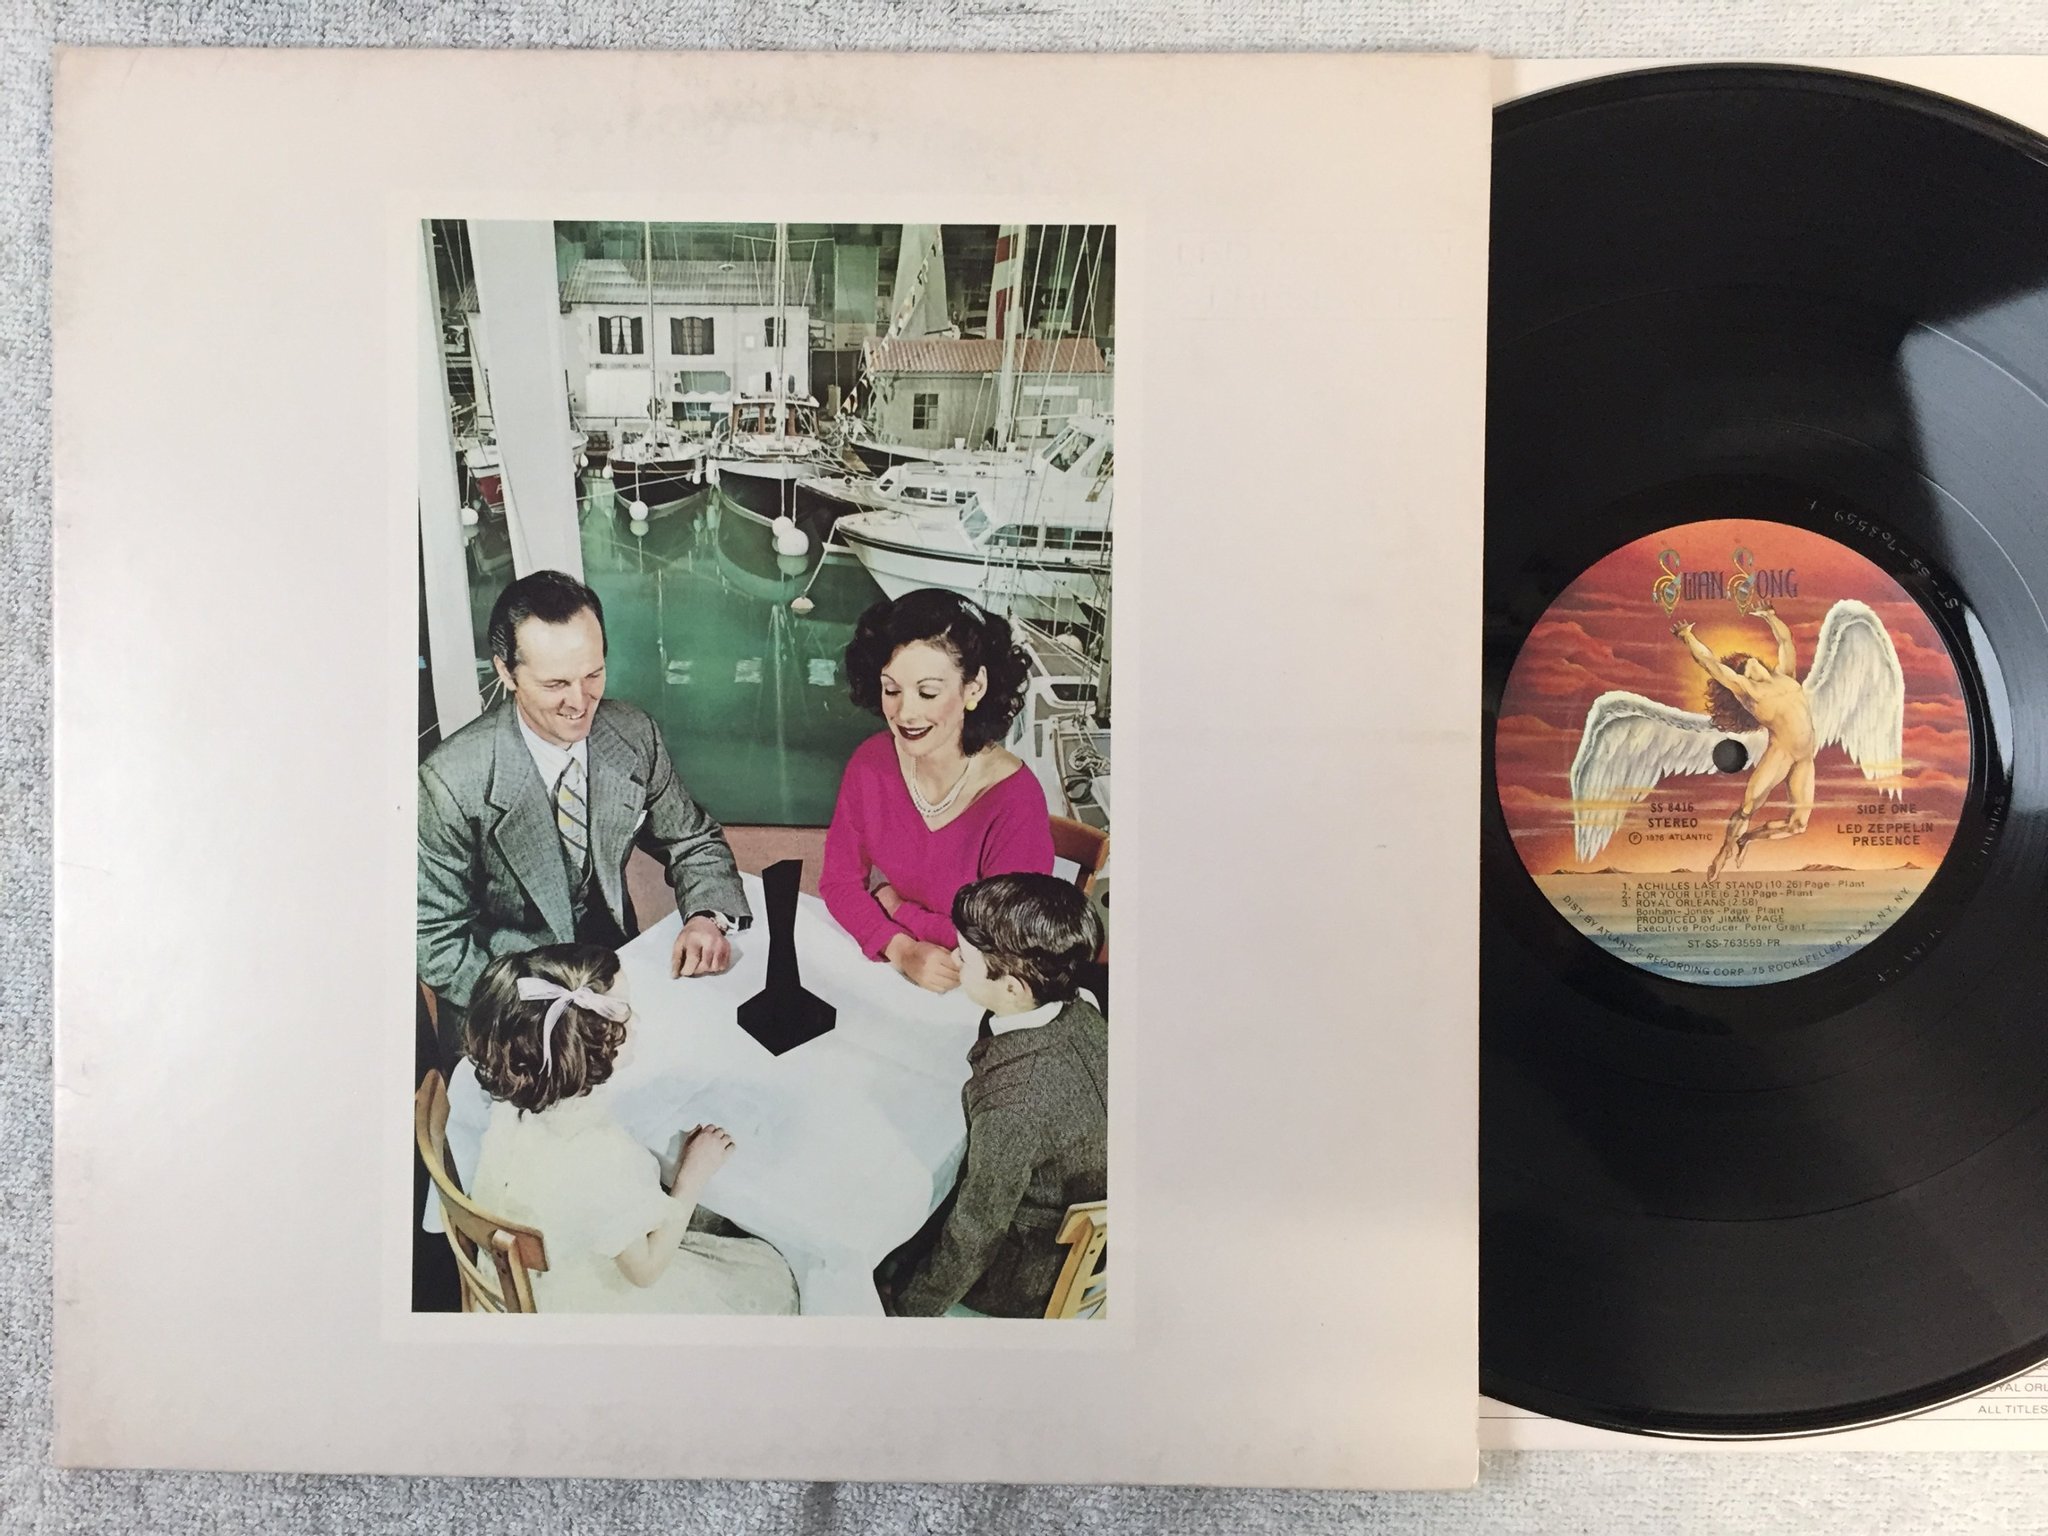 SWAN SONG
SS 8416
STEREO
Ⓟ 1976 ATLANTIC
SIDE ONE
LED ZEPPELIN
PRESENCE
1. ACHILLES LAST STAND (10:26) Page - Plant
2. FOR YOUR LIFE (6:21) Page - Plant
3. ROYAL ORLEANS (2:58)
Bonham - Jones - Page - Plant
PRODUCED BY JIMMY PAGE
Executive Producer: Peter Grant
ST-SS-763559-PR
DIST. BY ATLANTIC RECORDING CORP. 75 ROCKEFELLER PLAZA, N.Y. N.Y.
ST-SS-763559
ALL TITLES